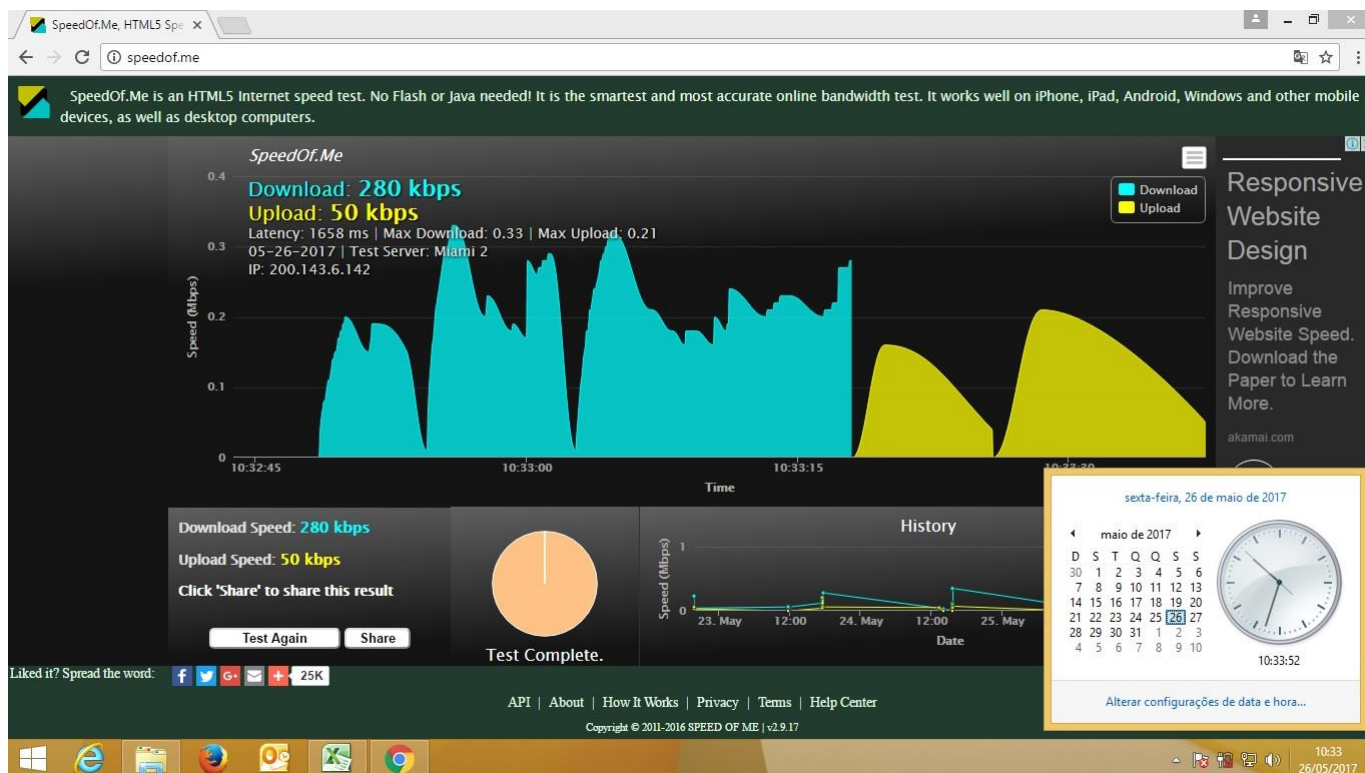 SpeedOf.Me, HTML5 Spe
speedof.me
SpeedOf.Me is an HTML5 Internet speed test. No Flash or Java needed! It is the smartest and most accurate online bandwidth test. It works well on iPhone, iPad, Android, Windows and other mobile
devices, as well as desktop computers.
SpeedOf.Me
Download: 280 kbps
Upload: 50 kbps
Latency: 1658 ms | Max Download: 0.33 | Max Upload: 0.21
05-26-2017 | Test Server: Miami 2
IP: 200.143.6.142
Download
Upload
0.4
0.3
0.2
0.1
0
Speed (Mbps)
10:32:45
10:33:00
10:33:15
10:33:30
Time
Responsive
Website
Design
Improve
Responsive
Website Speed.
Download the
Paper to Learn
More.
akamai.com
Download Speed: 280 kbps
Upload Speed: 50 kbps
Click 'Share' to share this result
Test Again
Share
Test Complete.
History
Speed (Mbps)
1
0
23. May
12:00
24. May
12:00
25. May
Date
sexta-feira, 26 de maio de 2017
maio de 2017
D S T Q Q S S
30 1 2 3 4 5 6
7 8 9 10 11 12 13
14 15 16 17 18 19 20
21 22 23 24 25 26 27
28 29 30 31 1 2 3
4 5 6 7 8 9 10
10:33:52
Alterar configurações de data e hora...
Liked it? Spread the word:
25K
API | About | How It Works | Privacy | Terms | Help Center
Copyright © 2011-2016 SPEED OF ME | v2.9.17
10:33
26/05/2017